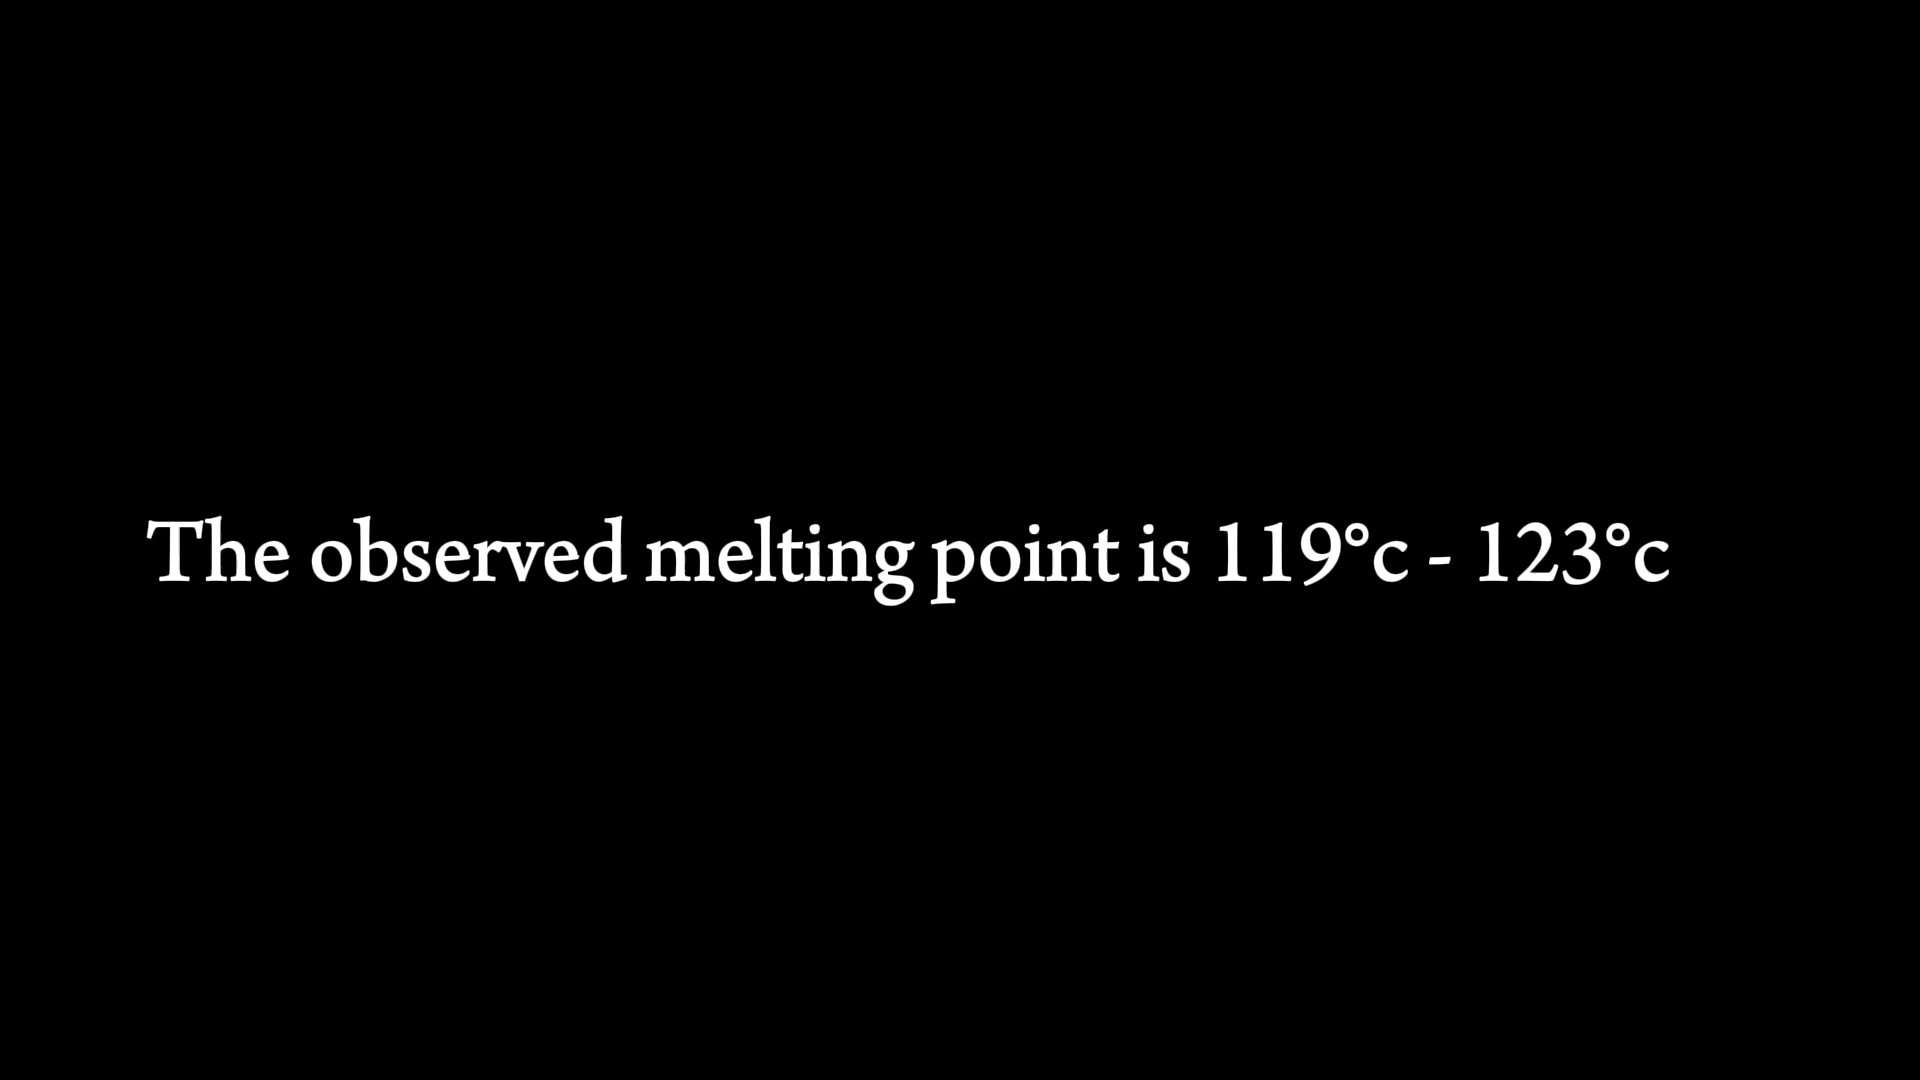 The observed melting point is 119°c - 123°c